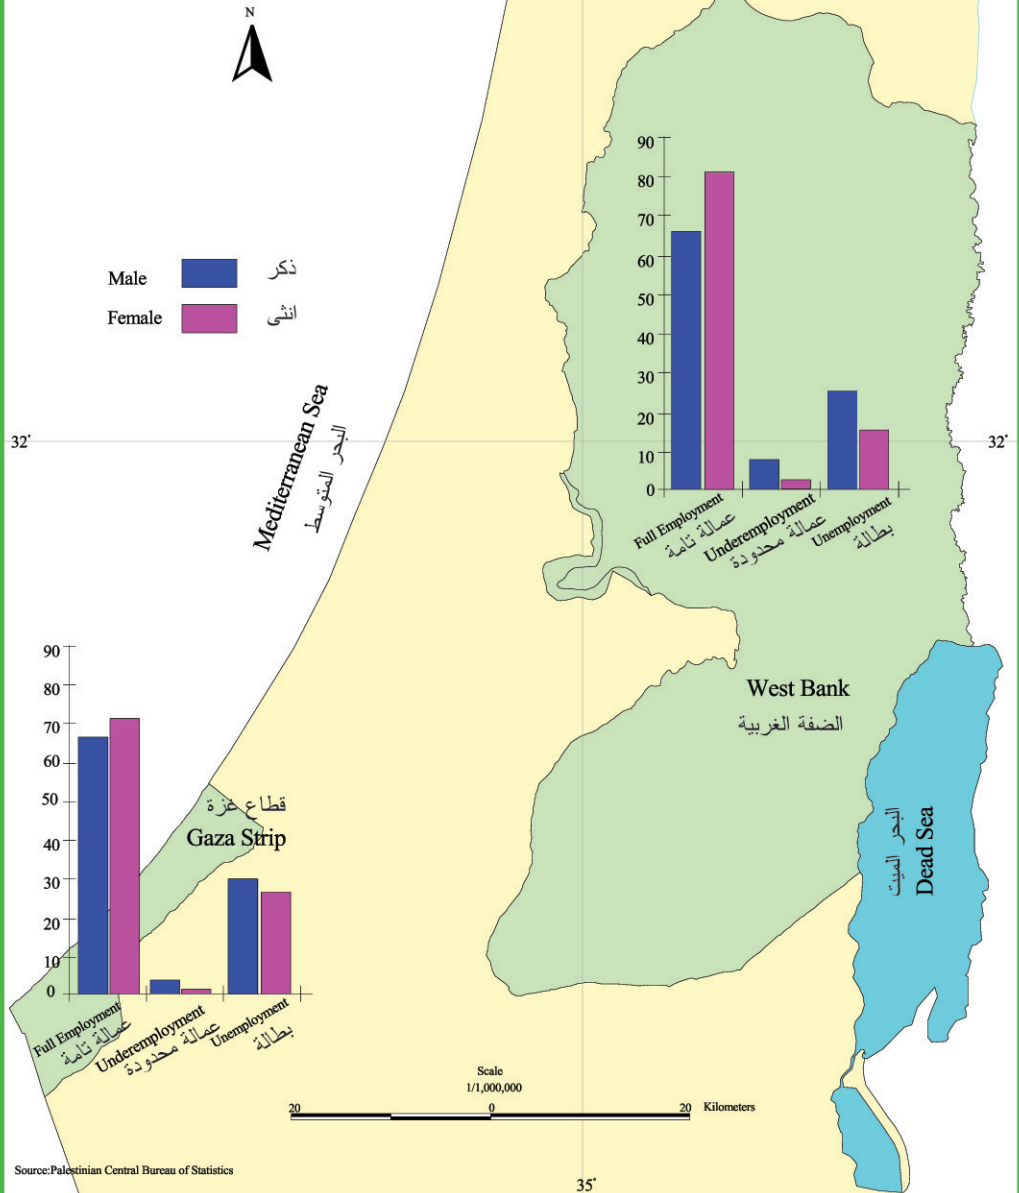 N
Male
ذكر
Female
انثى
90
80
70
60
50
40
30
20
10
0
Full Employment
عمالة تامة
Underemployment
عمالة محدودة
Unemployment
بطالة
32°
32°
Mediterranean Sea
البحر المتوسط
West Bank
الضفة الغربية
90
80
70
60
50
40
30
20
10
0
Full Employment
عمالة تامة
Underemployment
عمالة محدودة
Unemployment
بطالة
قطاع غزة
Gaza Strip
البحر الميت
Dead Sea
Scale
1/1,000,000
20
0
20
Kilometers
Source:Palestinian Central Bureau of Statistics
35°